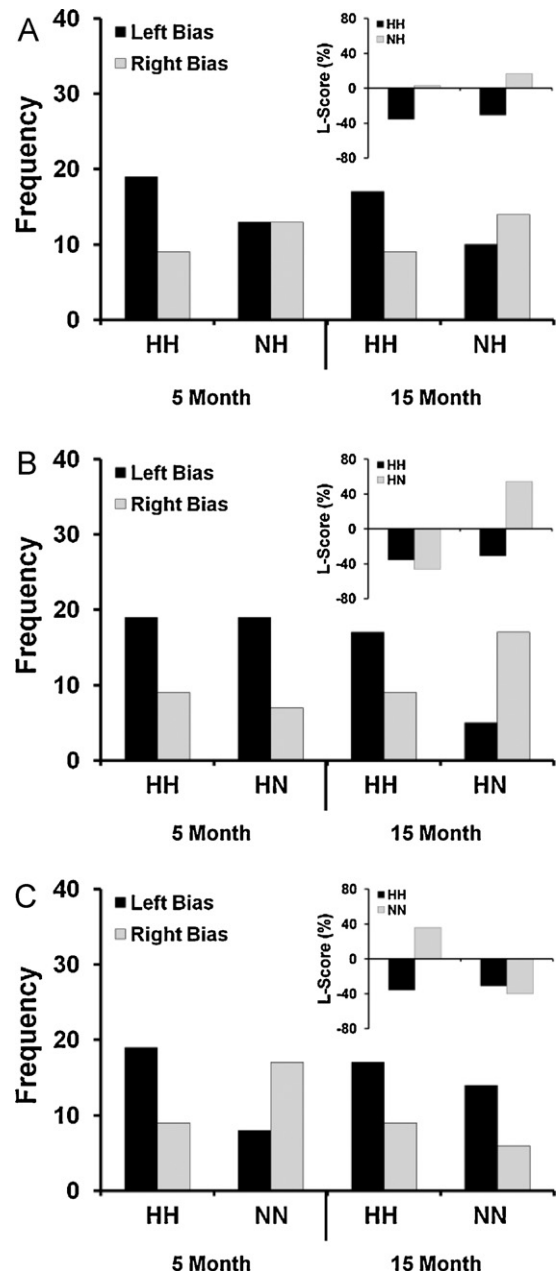 A
Left Bias
Right Bias
Frequency
40
30
20
10
0
HH NH HH NH
5 Month 15 Month
L-Score (%)
80
40
0
-40
-80
HH
NH
B
Left Bias
Right Bias
Frequency
40
30
20
10
0
HH HN HH HN
5 Month 15 Month
L-Score (%)
80
40
0
-40
-80
HH
HN
C
Left Bias
Right Bias
Frequency
40
30
20
10
0
HH NN HH NN
5 Month 15 Month
L-Score (%)
80
40
0
-40
-80
HH
NN